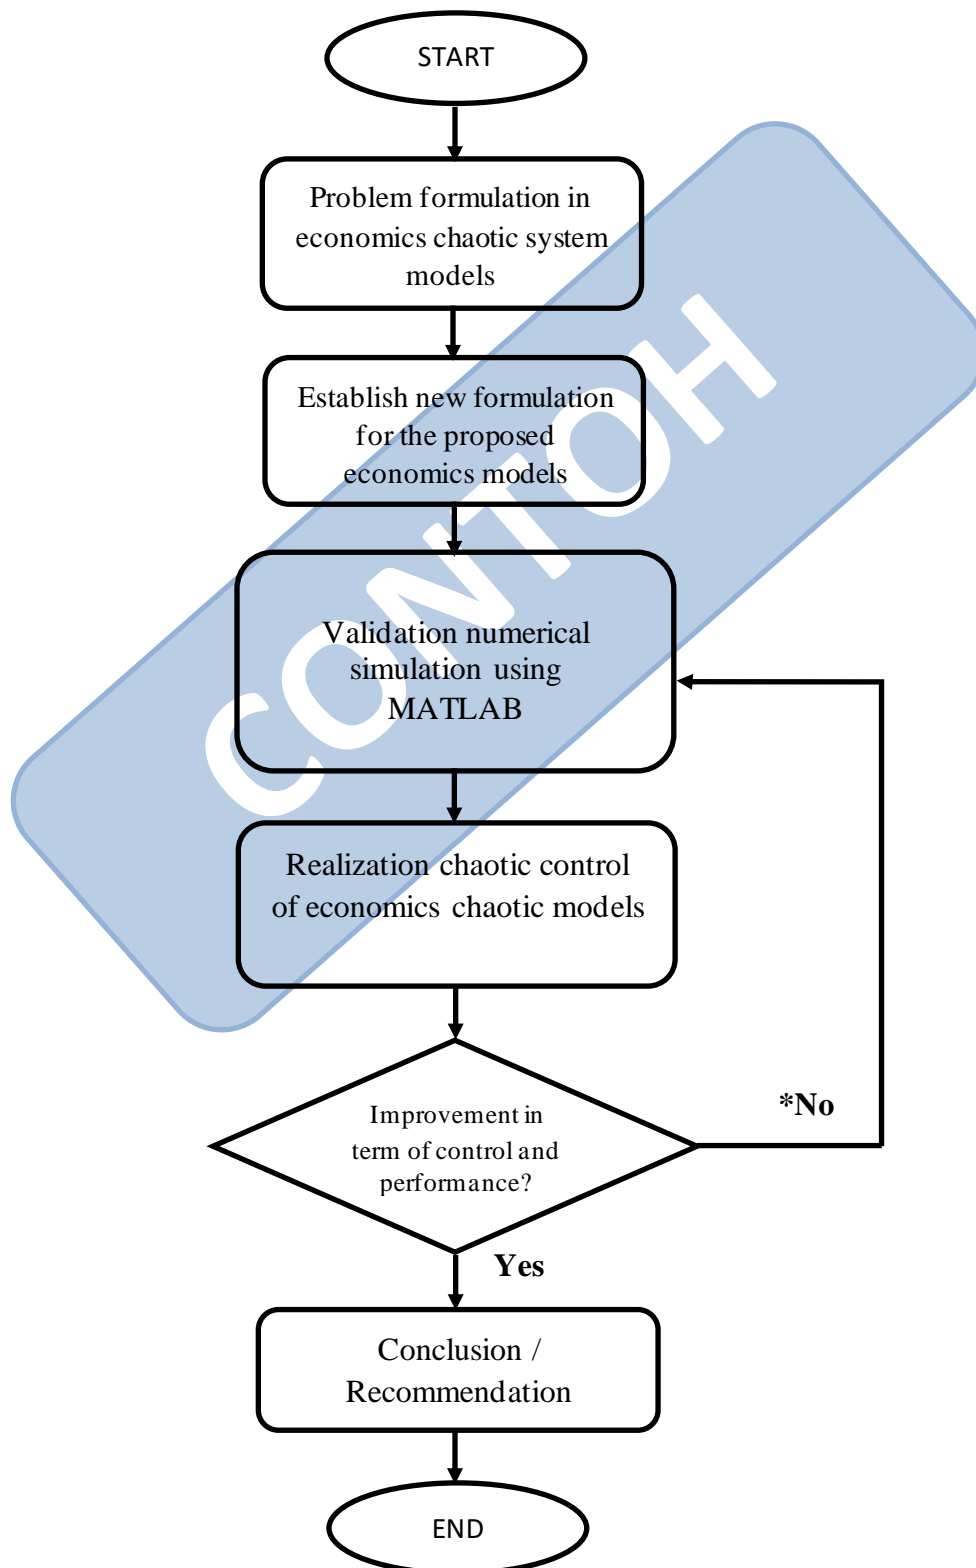 START
Problem formulation in
economics chaotic system
models
Establish new formulation
for the proposed
economics models
CONTOH
Validation numerical
simulation using
MATLAB
Realization chaotic control
of economics chaotic models
Improvement in
term of control and
performance?
*No
Yes
Conclusion /
Recommendation
END